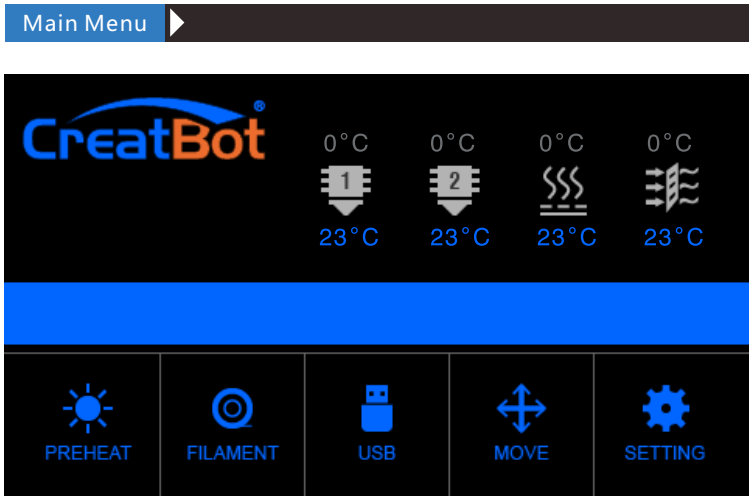 Main Menu
CreatBot®
0°C 0°C 0°C 0°C
1 2
23°C 23°C 23°C 23°C
PREHEAT FILAMENT USB MOVE SETTING